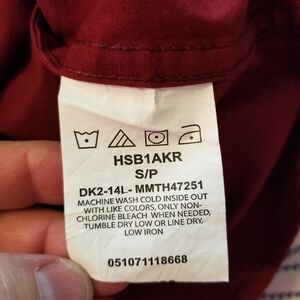 HSB1AKR
S/P
DK2-14L- MMTH47251
MACHINE WASH COLD INSIDE OUT
WITH LIKE COLORS, ONLY NON-
CHLORINE BLEACH WHEN NEEDED,
TUMBLE DRY LOW OR LINE DRY,
LOW IRON
051071118668